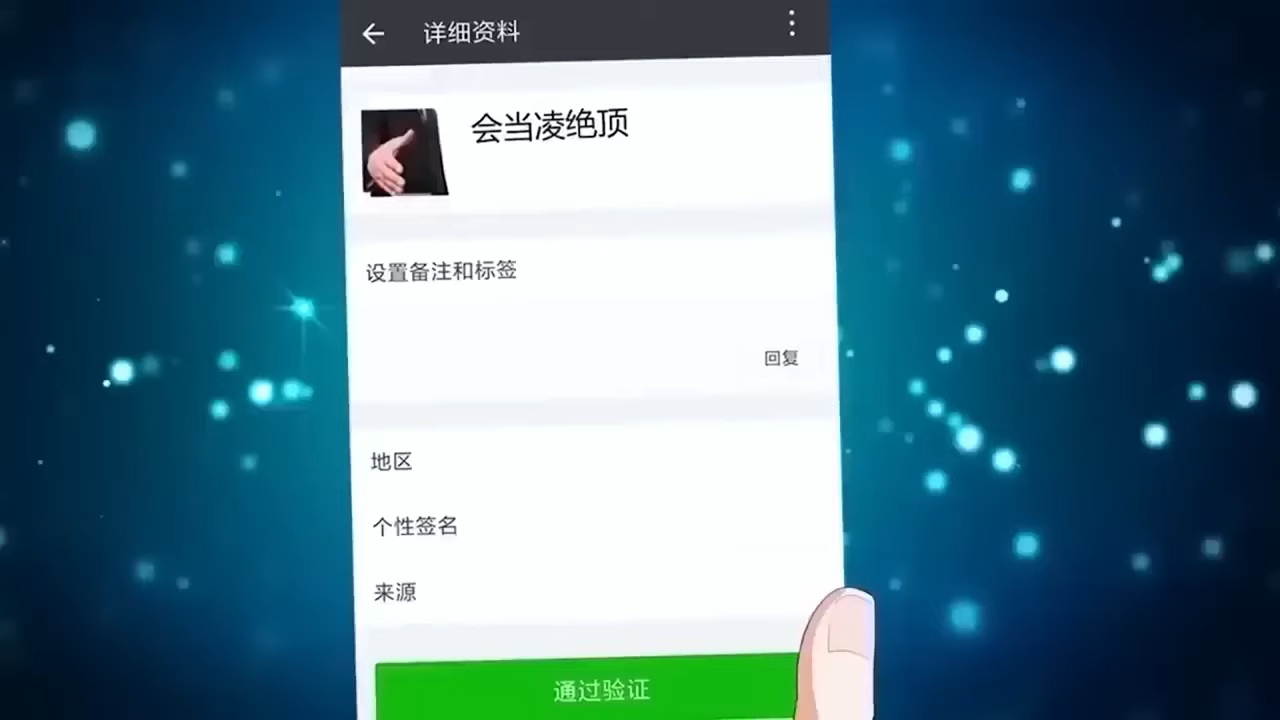 详细资料
会当凌绝顶
设置备注和标签
回复
地区
个性签名
来源
通过验证